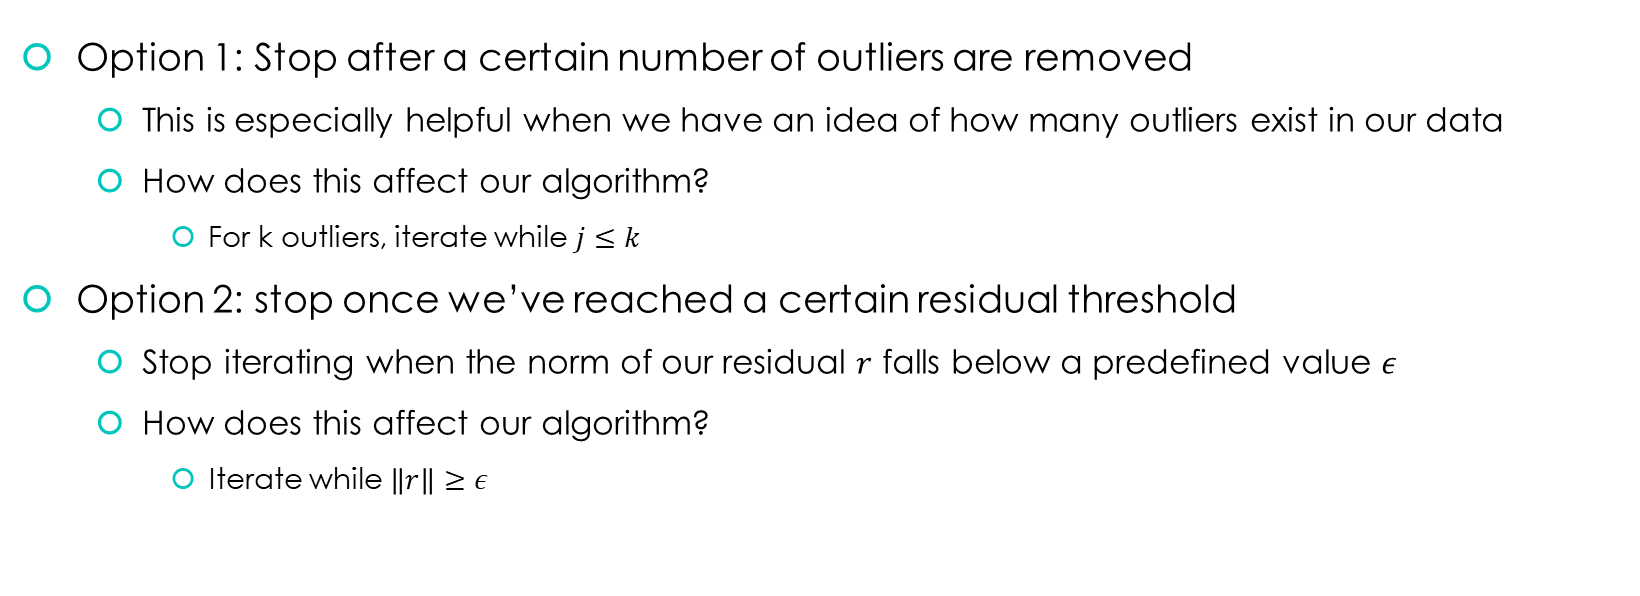 Option 1: Stop after a certain number of outliers are removed
This is especially helpful when we have an idea of how many outliers exist in our data
How does this affect our algorithm?
For k outliers, iterate while j ≤ k
Option 2: stop once we’ve reached a certain residual threshold
Stop iterating when the norm of our residual r falls below a predefined value ϵ
How does this affect our algorithm?
Iterate while ‖r‖ ≥ ϵ